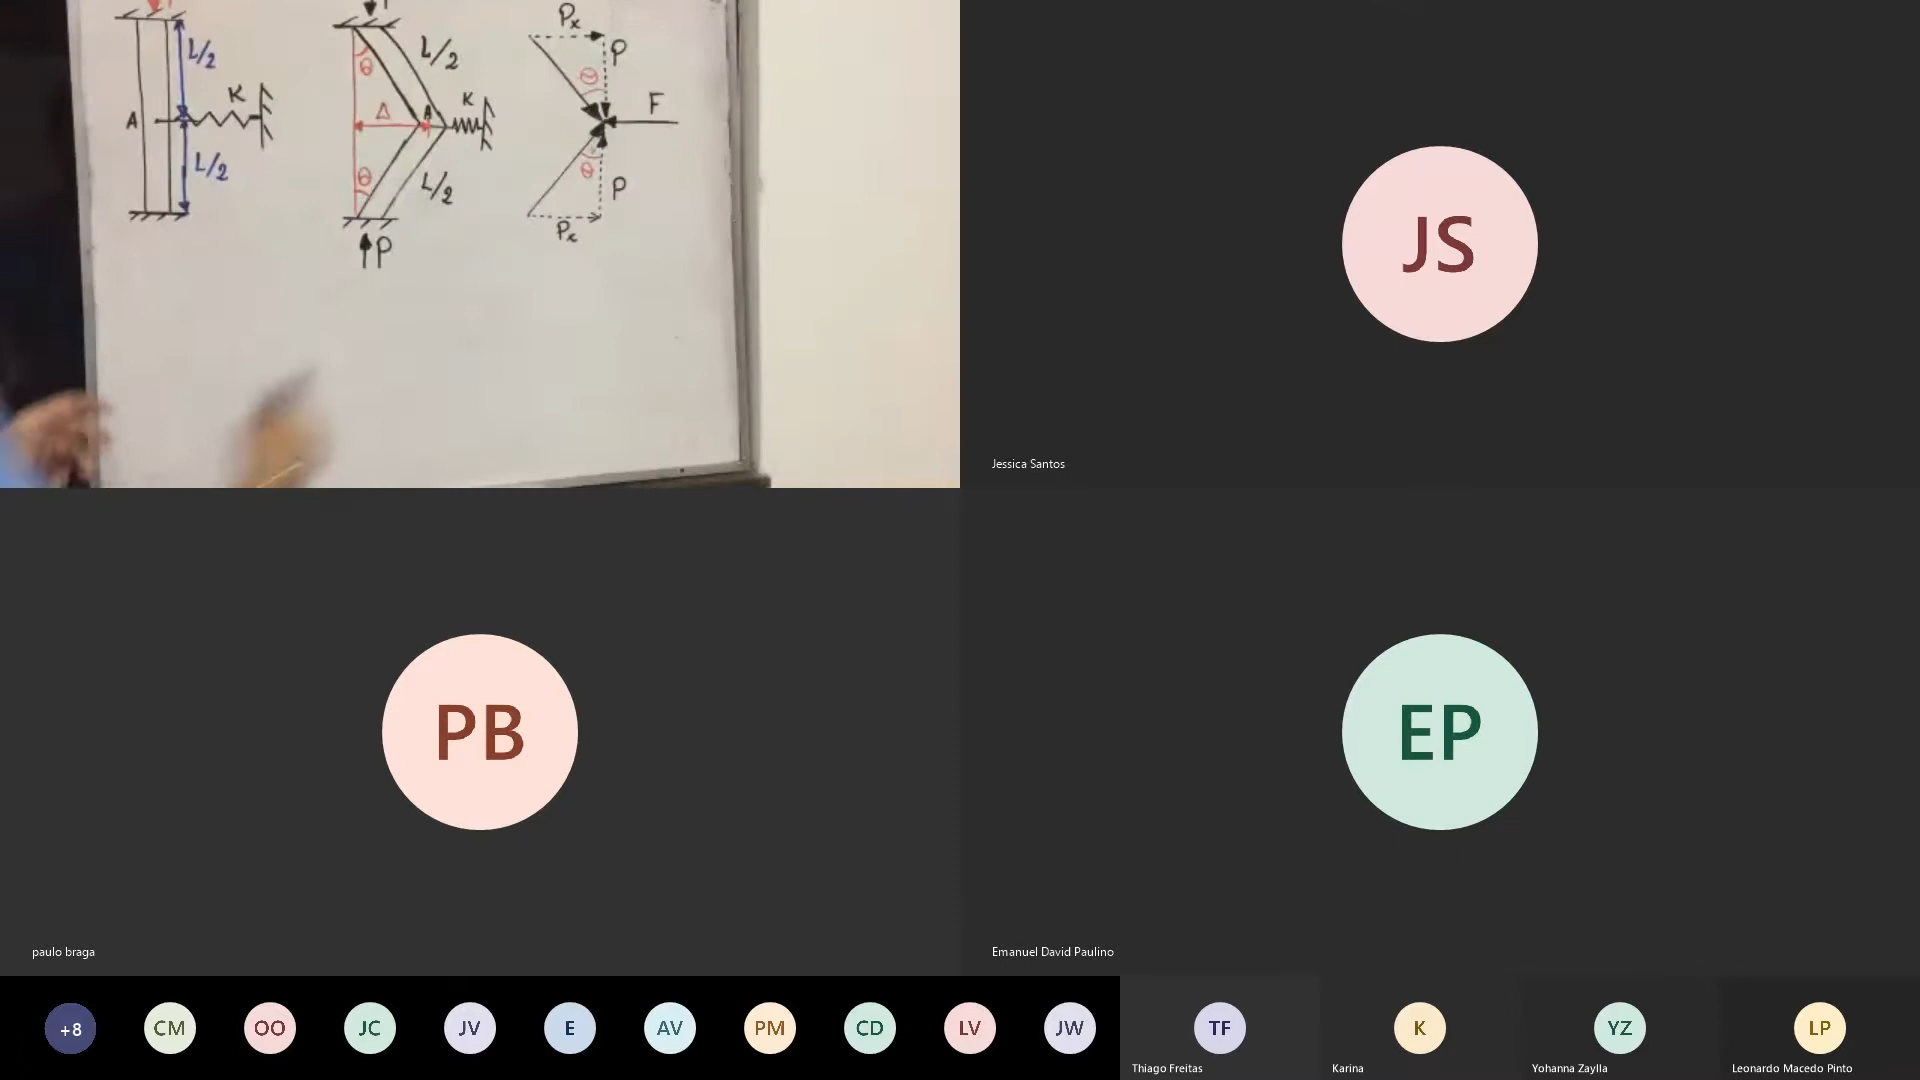 L/2
K
A
L/2
P
θ
L/2
Δ
A
K
θ
L/2
P
Px
P
θ
F
θ
P
Px
JS
Jessica Santos
PB
paulo braga
EP
Emanuel David Paulino
+8
CM
OO
JC
JV
E
AV
PM
CD
LV
JW
TF
Thiago Freitas
K
Karina
YZ
Yohanna Zaylla
LP
Leonardo Macedo Pinto